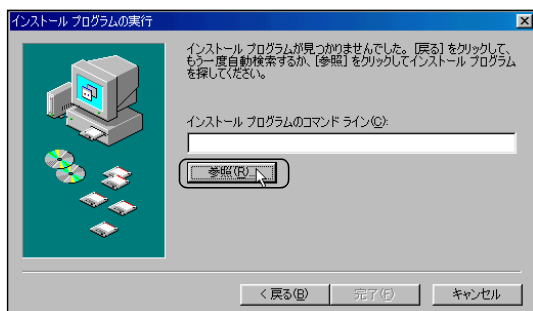 インストール プログラムの実行
インストール プログラムが見つかりませんでした。[戻る] をクリックして、
もう一度自動検索するか、[参照] をクリックしてインストール プログラム
を探してください。
インストール プログラムのコマンド ライン(C):
参照(R)...
< 戻る(B)
完了(F)
キャンセル